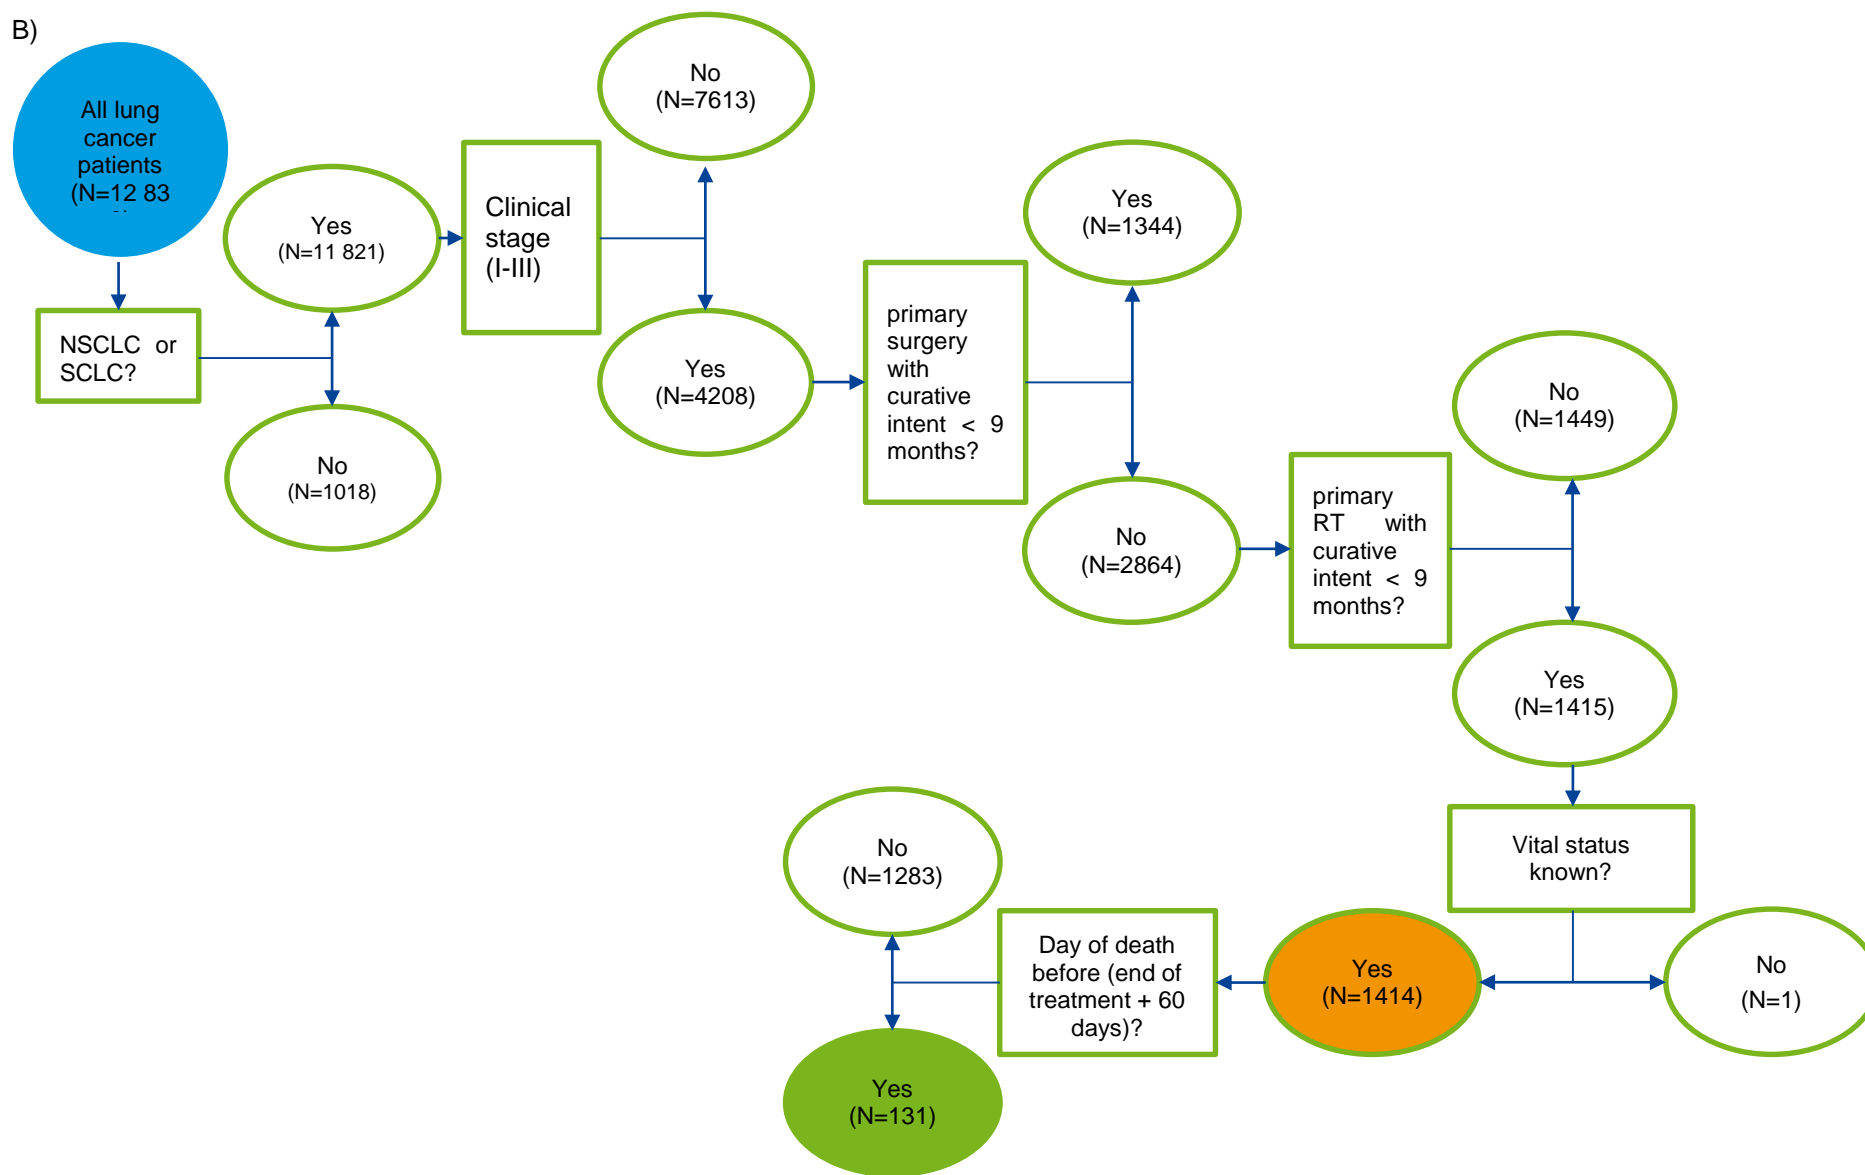 B)
All lung
cancer
patients
(N=12 83
NSCLC or
SCLC?
Yes
(N=11 821)
No
(N=1018)
Clinical
stage
(I-III)
No
(N=7613)
Yes
(N=4208)
primary
surgery
with
curative
intent < 9
months?
Yes
(N=1344)
No
(N=2864)
primary
RT with
curative
intent < 9
months?
No
(N=1449)
Yes
(N=1415)
Vital status
known?
No
(N=1)
Yes
(N=1414)
Day of death
before (end of
treatment + 60
days)?
No
(N=1283)
Yes
(N=131)